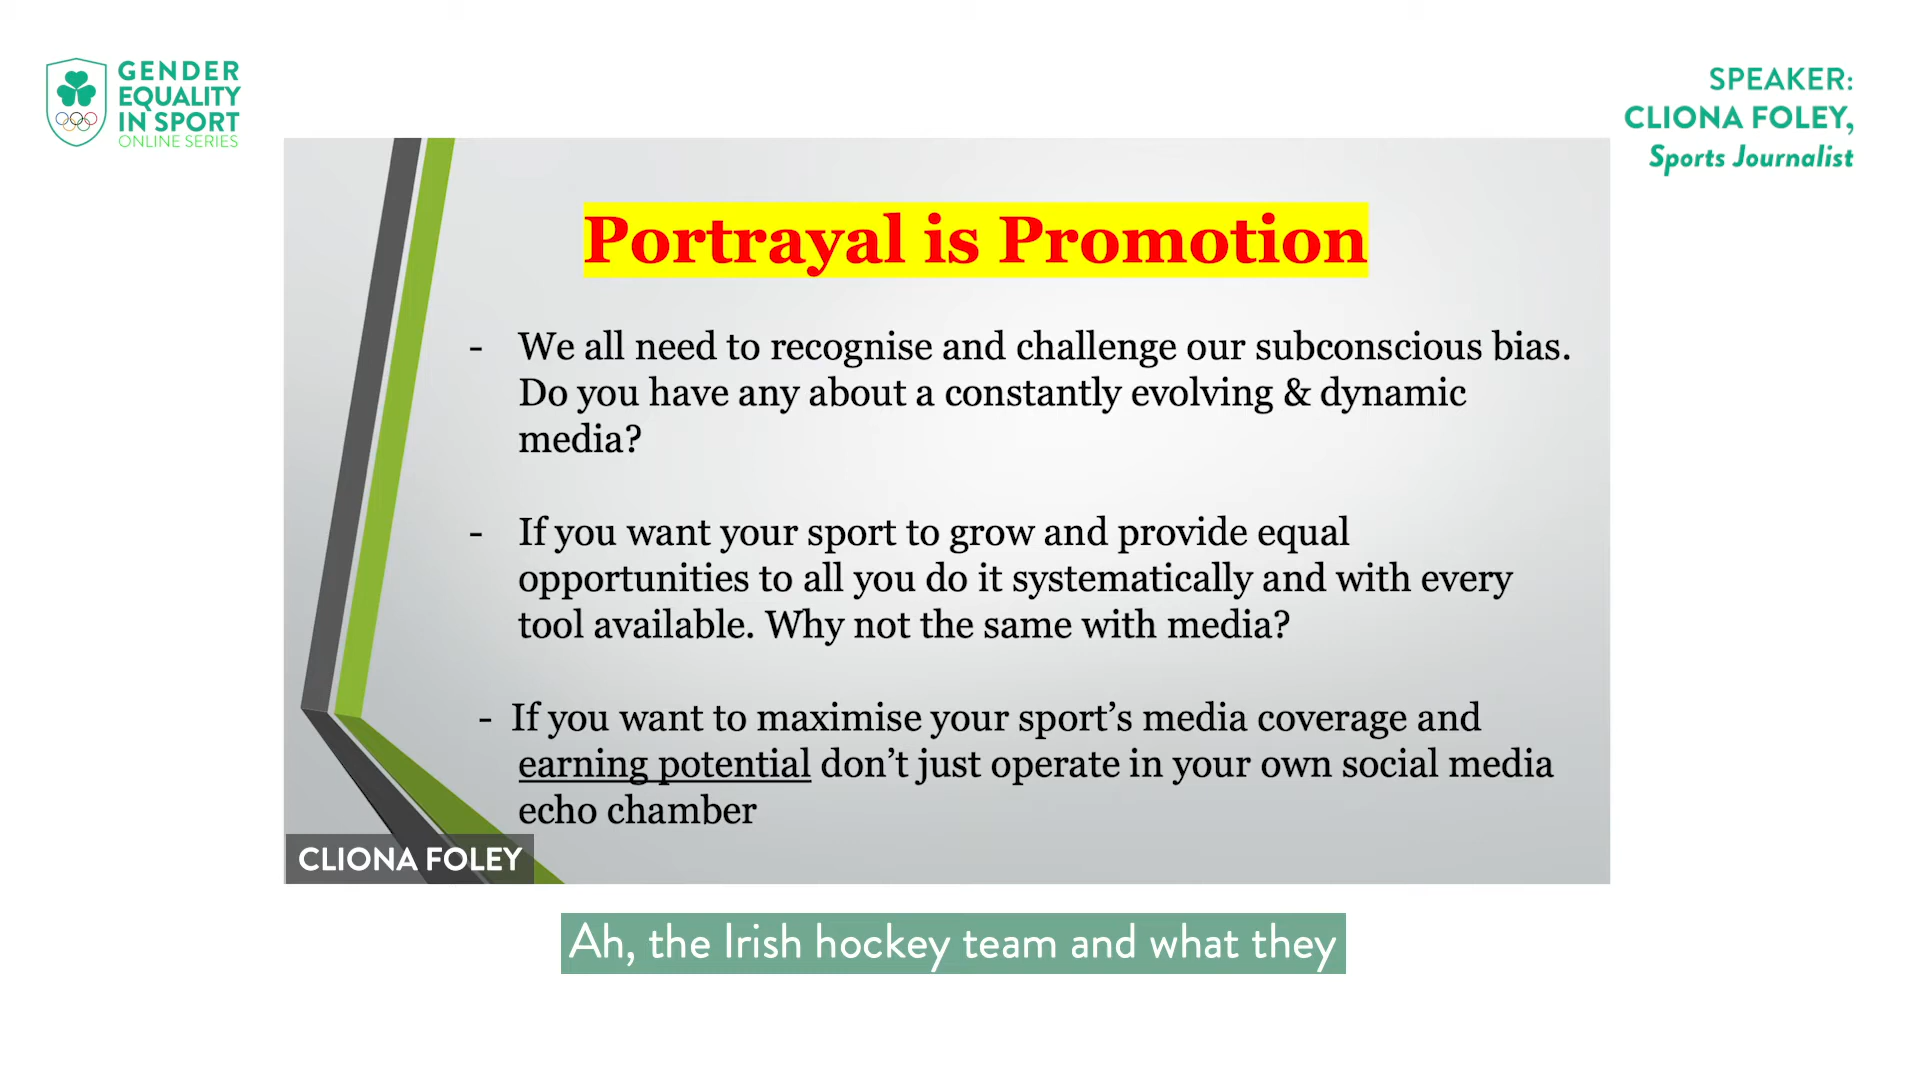 GENDER
EQUALITY
IN SPORT
ONLINE SERIES
SPEAKER:
CLIONA FOLEY,
Sports Journalist
Portrayal is Promotion
- We all need to recognise and challenge our subconscious bias.
Do you have any about a constantly evolving & dynamic
media?
- If you want your sport to grow and provide equal
opportunities to all you do it systematically and with every
tool available. Why not the same with media?
- If you want to maximise your sport’s media coverage and
earning potential don’t just operate in your own social media
echo chamber
CLIONA FOLEY
Ah, the Irish hockey team and what they